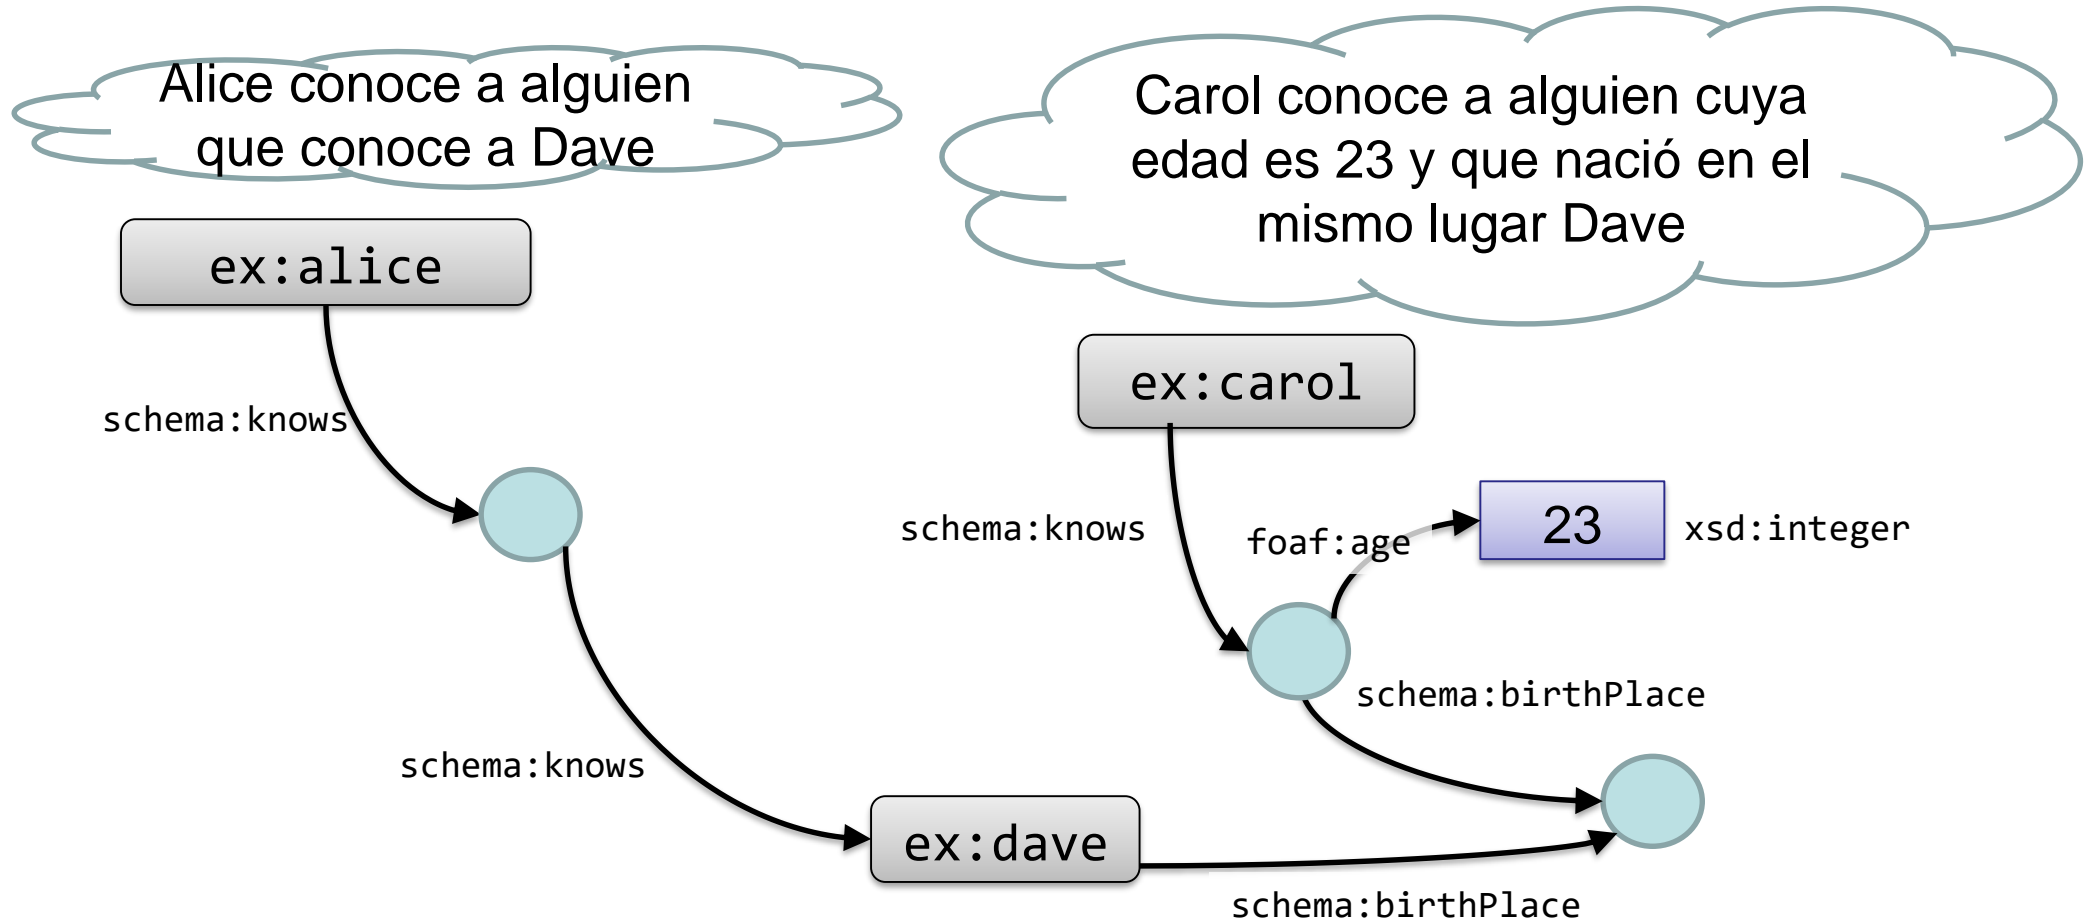 Alice conoce a alguien
que conoce a Dave
Carol conoce a alguien cuya
edad es 23 y que nació en el
mismo lugar Dave
ex:alice
ex:carol
schema:knows
schema:knows
foaf:age
23
xsd:integer
schema:birthPlace
schema:knows
ex:dave
schema:birthPlace